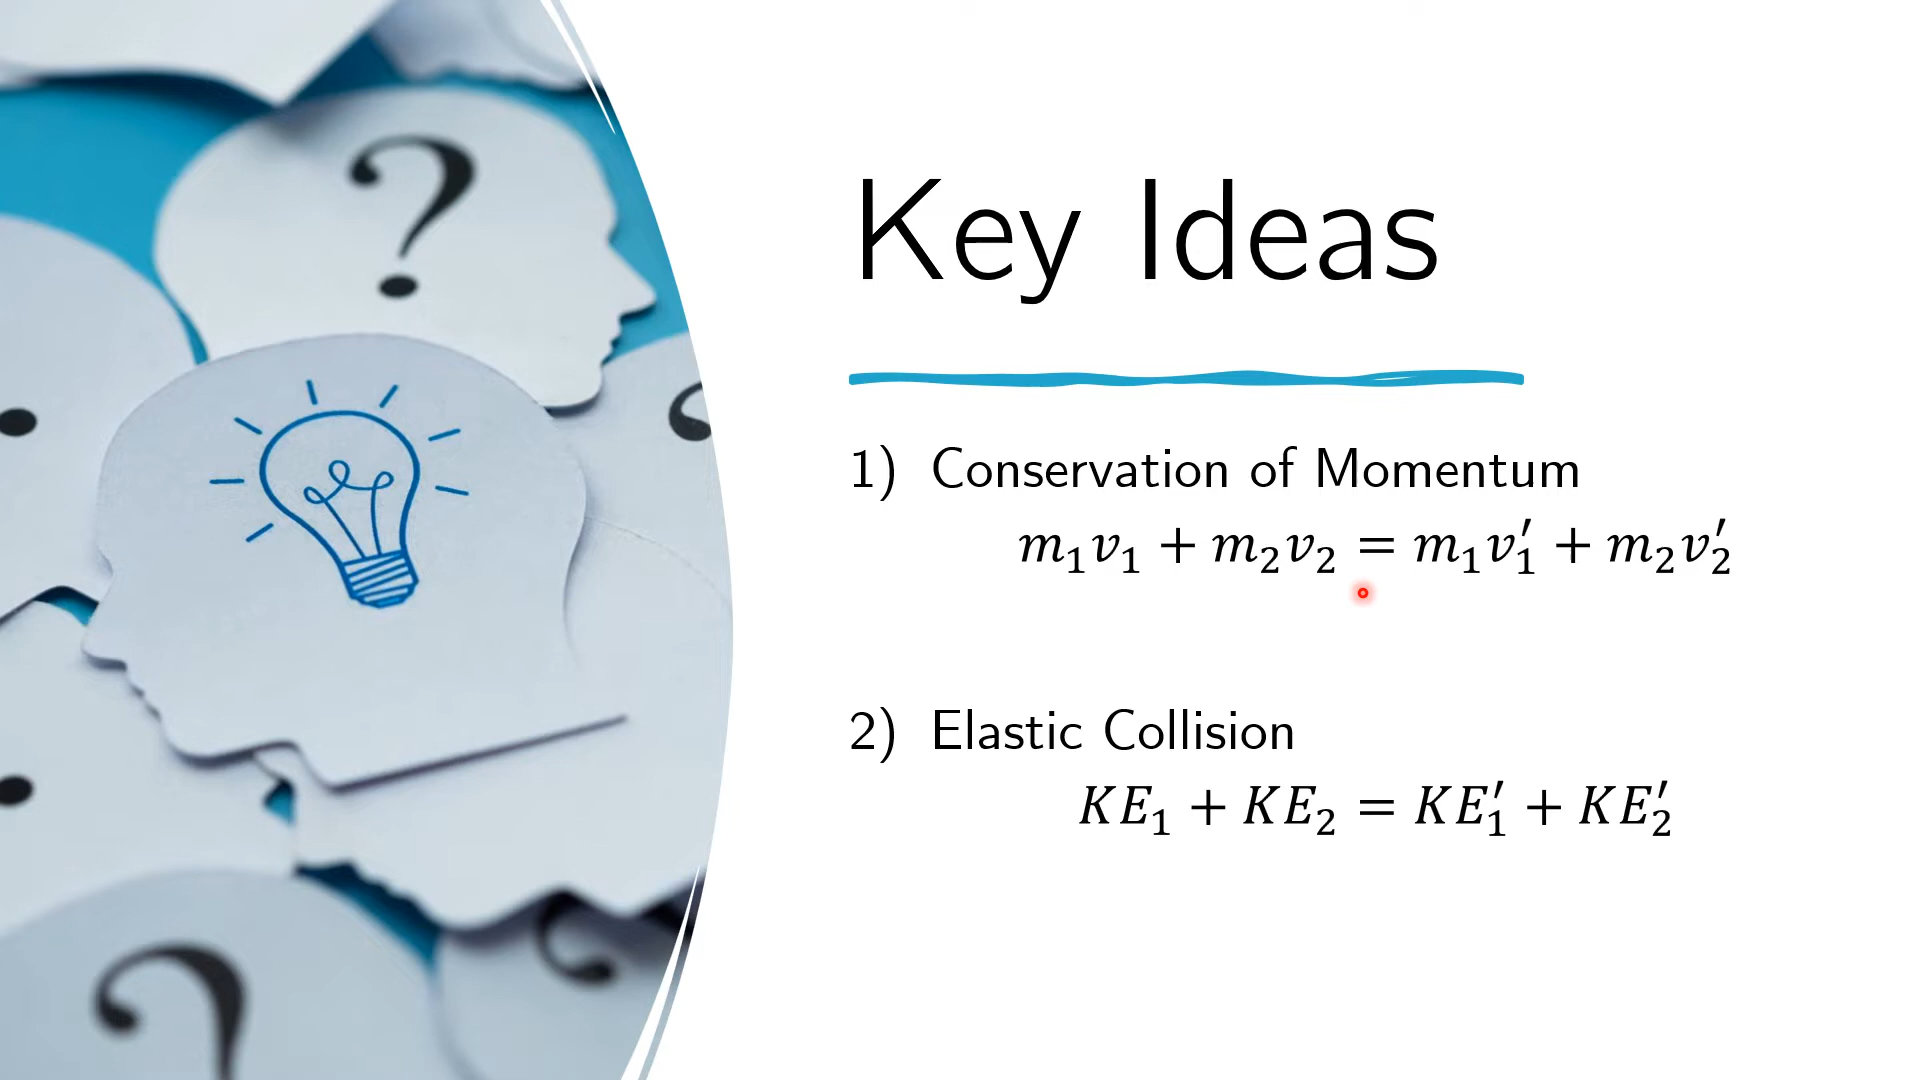 ?
Key Ideas
1) Conservation of Momentum
𝑚₁𝑣₁ + 𝑚₂𝑣₂ = 𝑚₁𝑣₁′ + 𝑚₂𝑣₂′
2) Elastic Collision
𝐾𝐸₁ + 𝐾𝐸₂ = 𝐾𝐸₁′ + 𝐾𝐸₂′